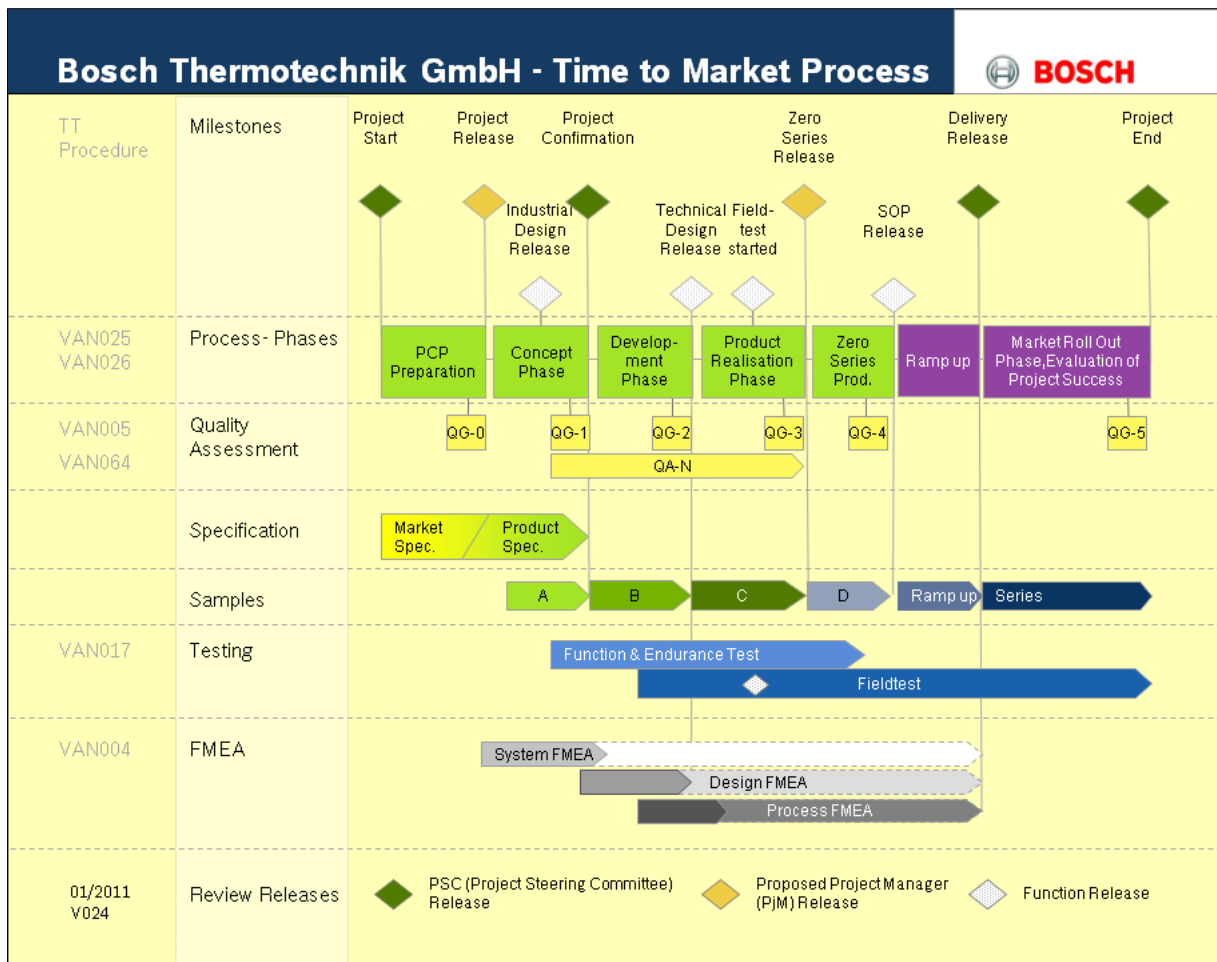 Bosch Thermotechnik GmbH - Time to Market Process
BOSCH
TT
Procedure
Milestones
Project
Start
Project
Release
Project
Confirmation
Zero
Series
Release
Delivery
Release
Project
End
Industrial
Design
Release
Technical
Design
Release
Field-
test
started
SOP
Release
VAN025
VAN026
Process- Phases
PCP
Preparation
Concept
Phase
Develop-
ment
Phase
Product
Realisation
Phase
Zero
Series
Prod.
Ramp up
Market Roll Out
Phase,Evaluation of
Project Success
VAN005
VAN064
Quality
Assessment
QG-0
QG-1
QG-2
QG-3
QG-4
QG-5
QA-N
Specification
Market
Spec.
Product
Spec.
Samples
A
B
C
D
Ramp up
Series
VAN017
Testing
Function & Endurance Test
Fieldtest
VAN004
FMEA
System FMEA
Design FMEA
Process FMEA
01/2011
V024
Review Releases
PSC (Project Steering Committee)
Release
Proposed Project Manager
(PjM) Release
Function Release